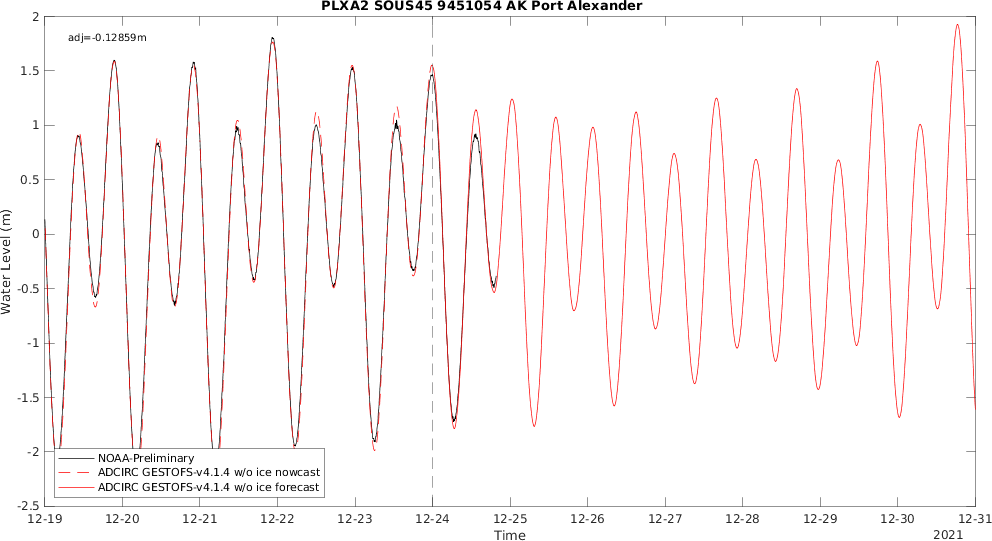 PLXA2 SOUS45 9451054 AK Port Alexander
adj=-0.12859m
2
1.5
1
0.5
0
-0.5
-1
-1.5
-2
-2.5
Water Level (m)
NOAA-Preliminary
ADCIRC GESTOFS-v4.1.4 w/o ice nowcast
ADCIRC GESTOFS-v4.1.4 w/o ice forecast
12-19 12-20 12-21 12-22 12-23 12-24 12-25 12-26 12-27 12-28 12-29 12-30 12-31
Time
2021